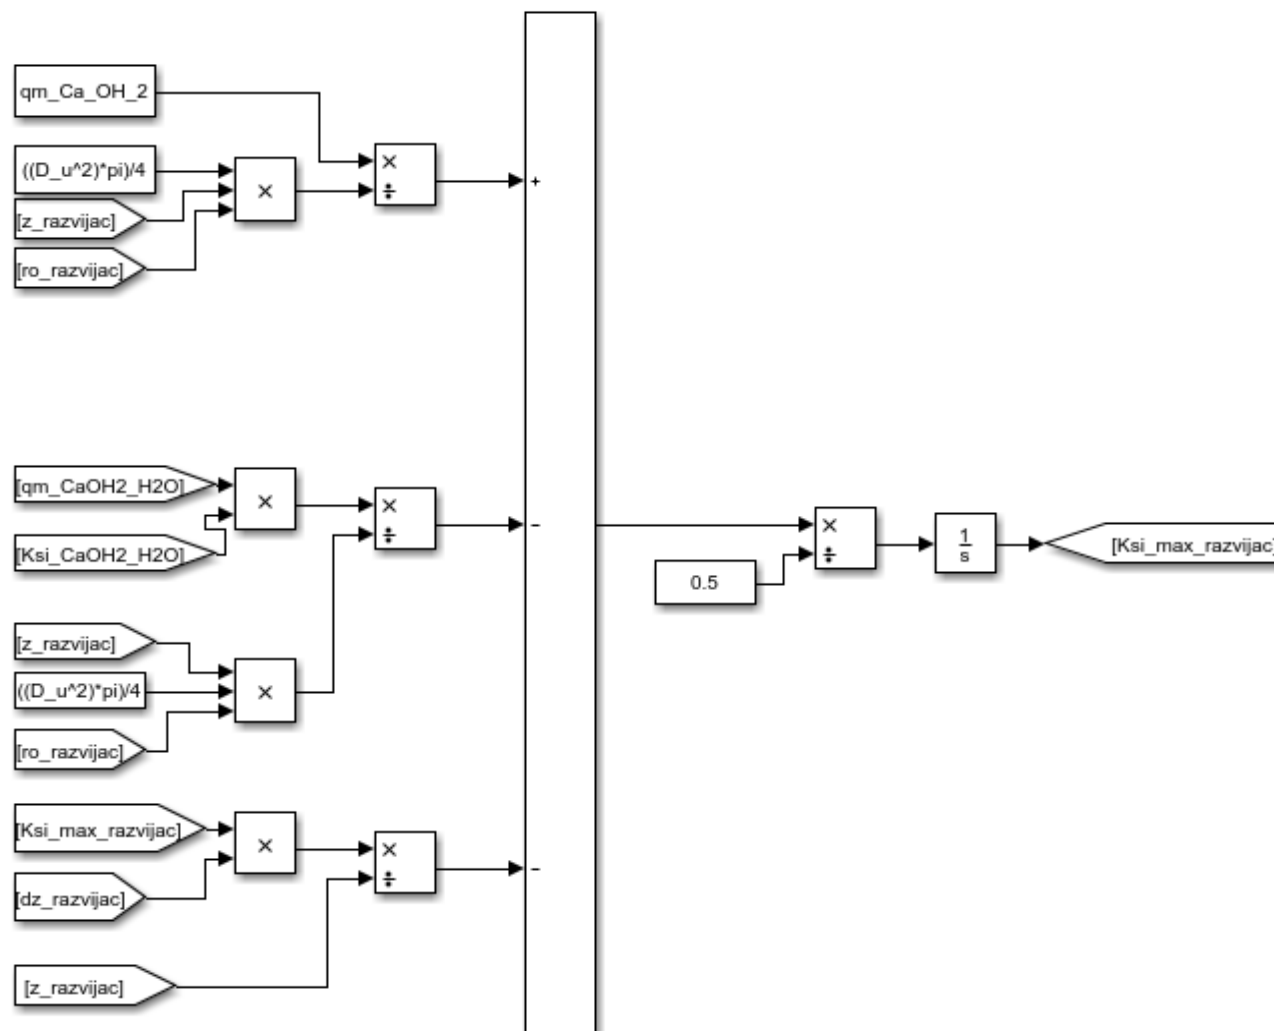 qm_Ca_OH_2
((D_u^2)*pi)/4
[z_razvijac]
[ro_razvijac]
×
×
÷
+
[qm_CaOH2_H2O]
[Ksi_CaOH2_H2O]
×
×
÷
-
[z_razvijac]
((D_u^2)*pi)/4
[ro_razvijac]
×
[Ksi_max_razvijac]
[dz_razvijac]
[z_razvijac]
×
×
÷
-
0.5
×
÷
1
s
[Ksi_max_razvijac]